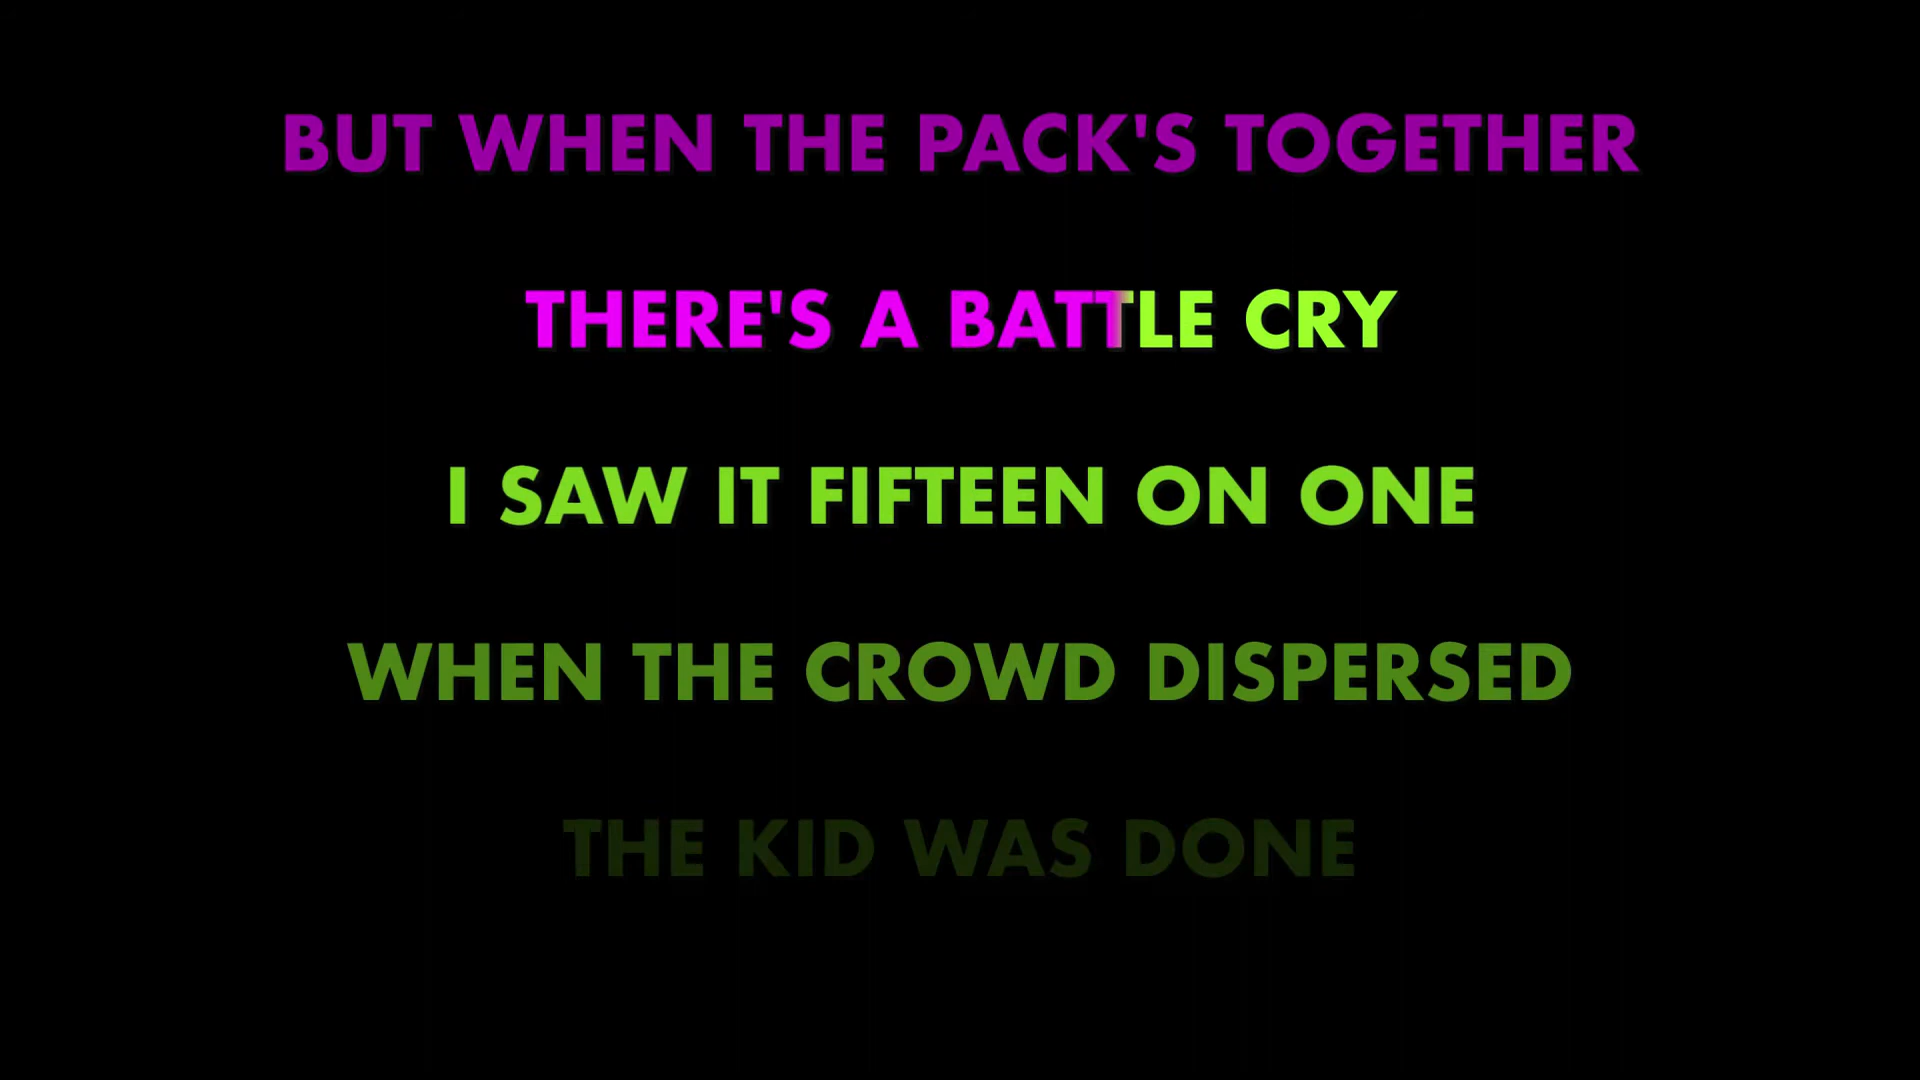 BUT WHEN THE PACK'S TOGETHER
THERE'S A BATTLE CRY
I SAW IT FIFTEEN ON ONE
WHEN THE CROWD DISPERSED
THE KID WAS DONE